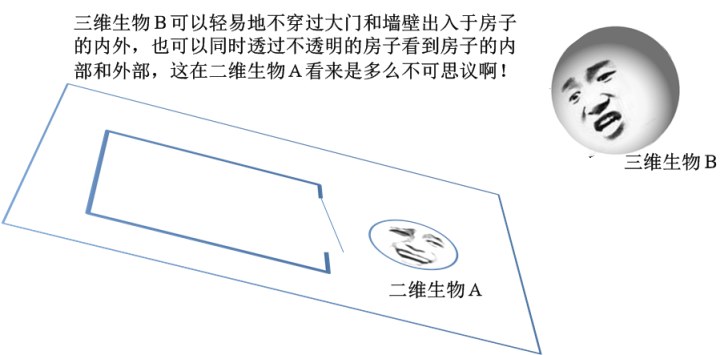 三维生物B可以轻易地不穿过大门和墙壁出入于房子
的内外，也可以同时透过不透明的房子看到房子的内
部和外部，这在二维生物A看来是多么不可思议啊！
三维生物B
二维生物A